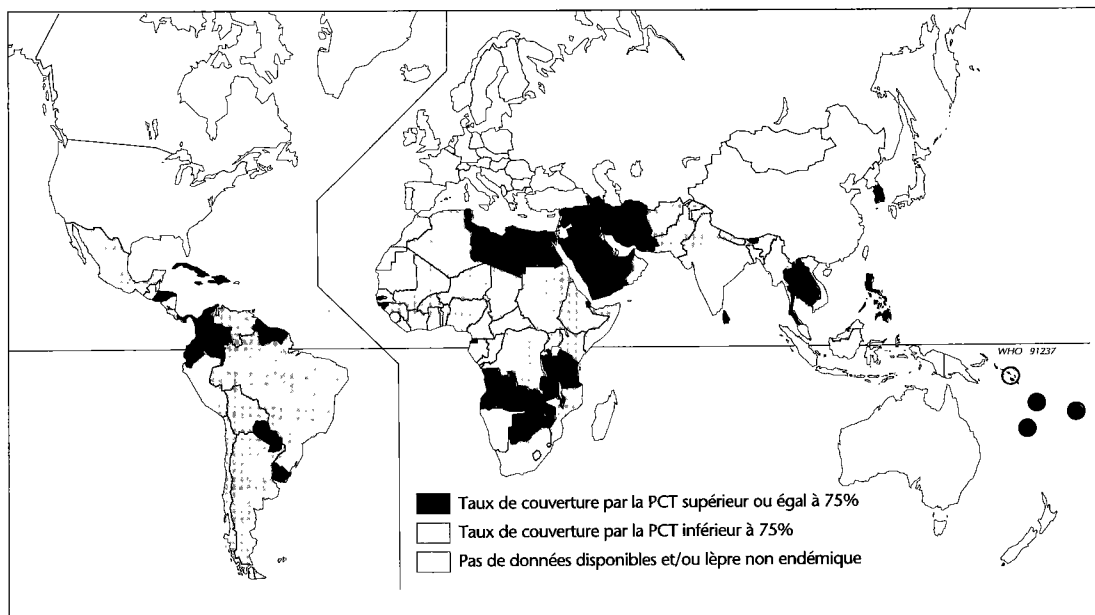 WHO 91237
Taux de couverture par la PCT supérieur ou égal à 75%
Taux de couverture par la PCT inférieur à 75%
Pas de données disponibles et/ou lèpre non endémique